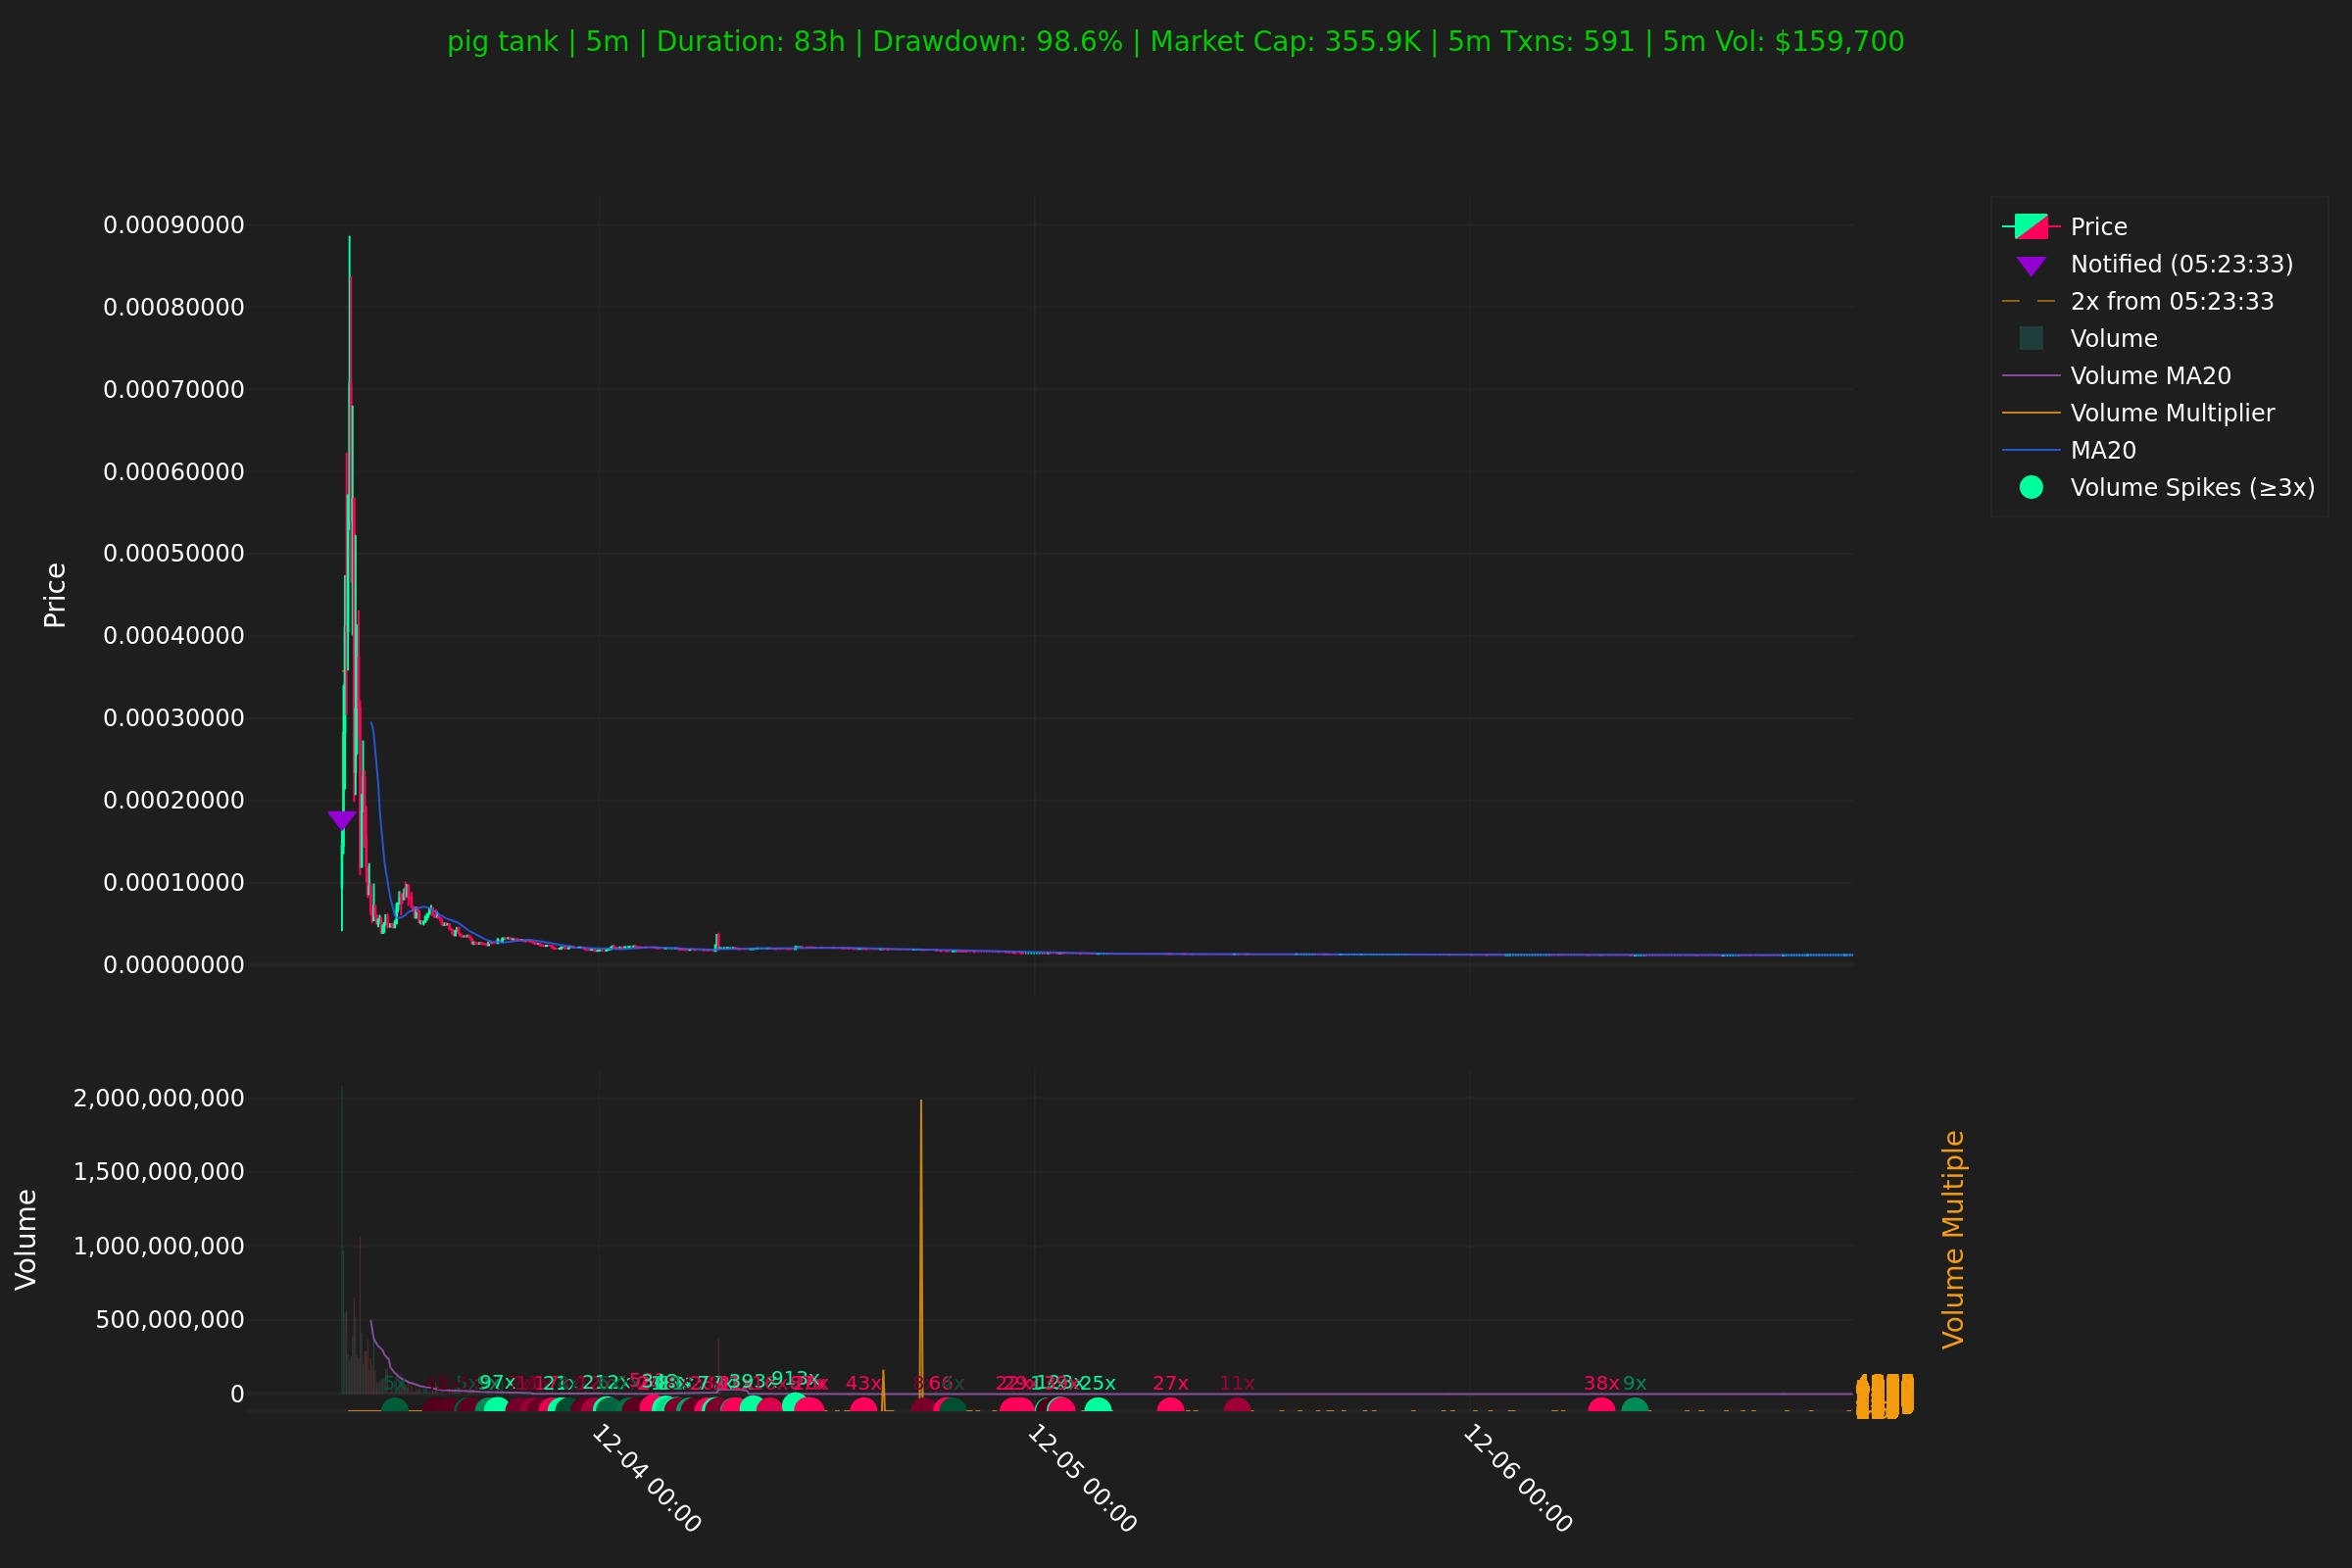 pig tank | 5m | Duration: 83h | Drawdown: 98.6% | Market Cap: 355.9K | 5m Txns: 591 | 5m Vol: $159,700
Price
0.00090000
0.00080000
0.00070000
0.00060000
0.00050000
0.00040000
0.00030000
0.00020000
0.00010000
0.00000000
Price
Notified (05:23:33)
2x from 05:23:33
Volume
Volume MA20
Volume Multiplier
MA20
Volume Spikes (≥3x)
Volume
2,000,000,000
1,500,000,000
1,000,000,000
500,000,000
0
Volume Multiple
5x
97x
212x
393x
913x
43x
123x
25x
27x
11x
38x
9x
12-04 00:00
12-05 00:00
12-06 00:00